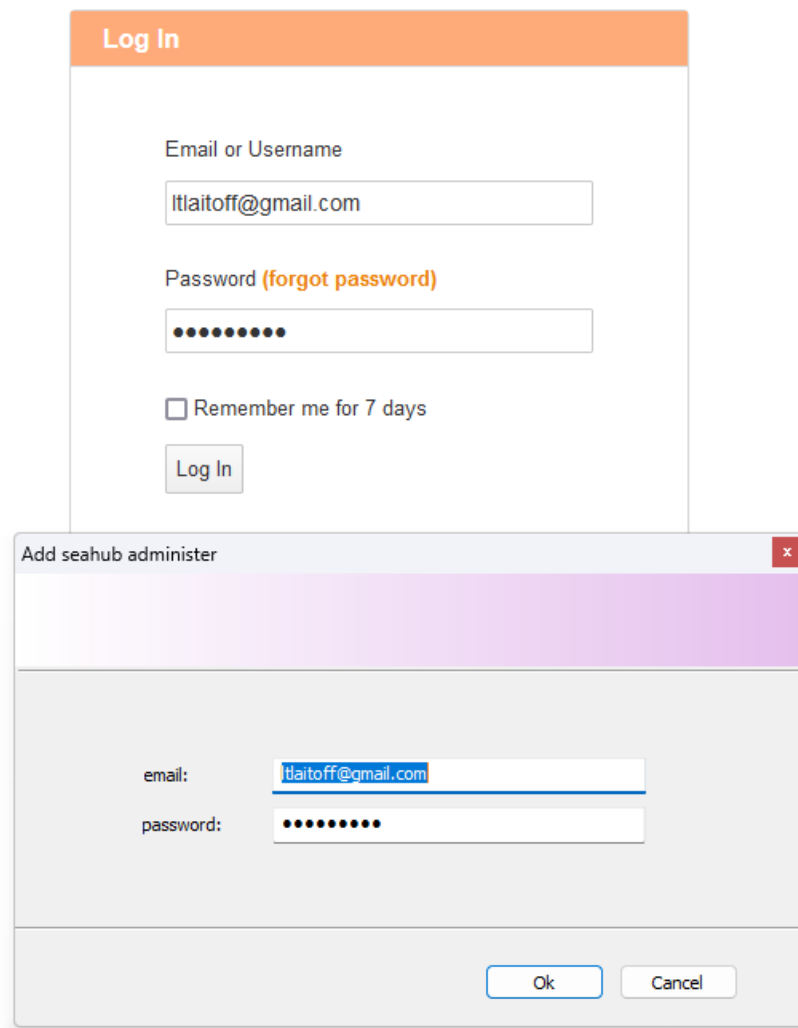 Log In
Email or Username
ltlaitoff@gmail.com
Password (forgot password)
•••••••••
Remember me for 7 days
Log In
Add seahub administer
x
email:
ltlaitoff@gmail.com
password:
•••••••••
Ok
Cancel